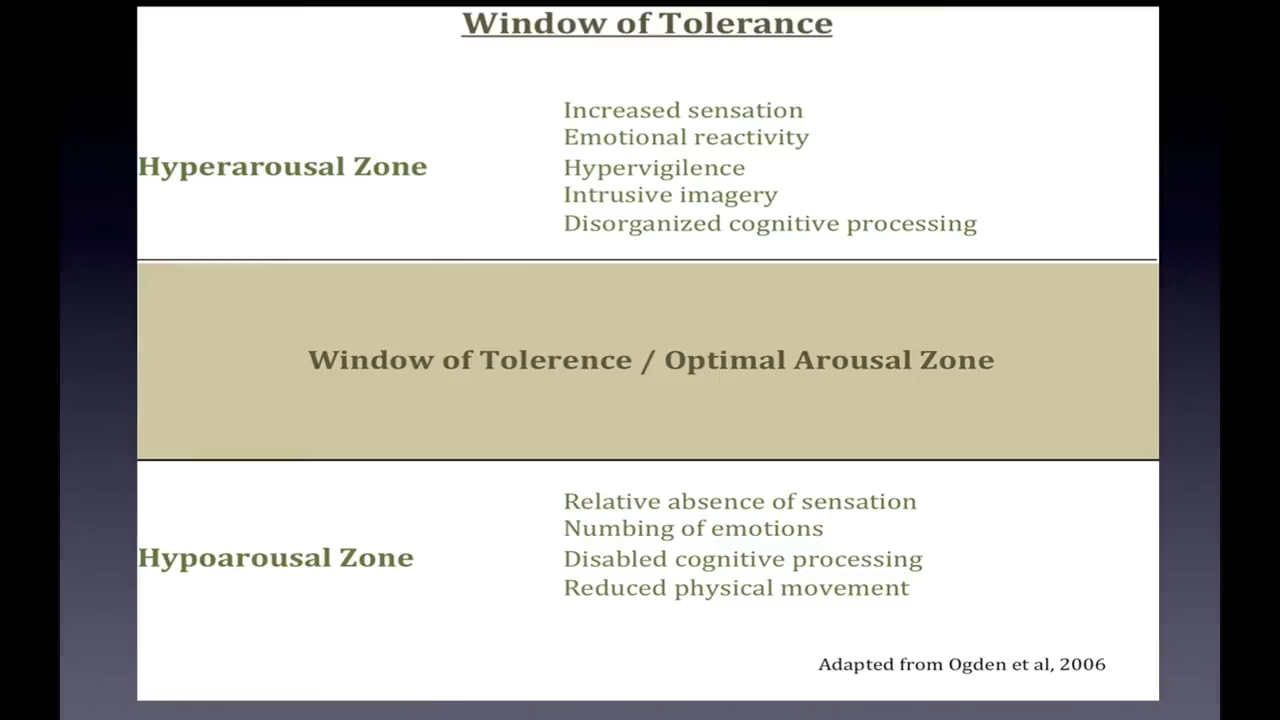 Window of Tolerance
Increased sensation
Emotional reactivity
Hyperarousal Zone
Hypervigilence
Intrusive imagery
Disorganized cognitive processing
Window of Tolerence / Optimal Arousal Zone
Relative absence of sensation
Numbing of emotions
Hypoarousal Zone
Disabled cognitive processing
Reduced physical movement
Adapted from Ogden et al, 2006